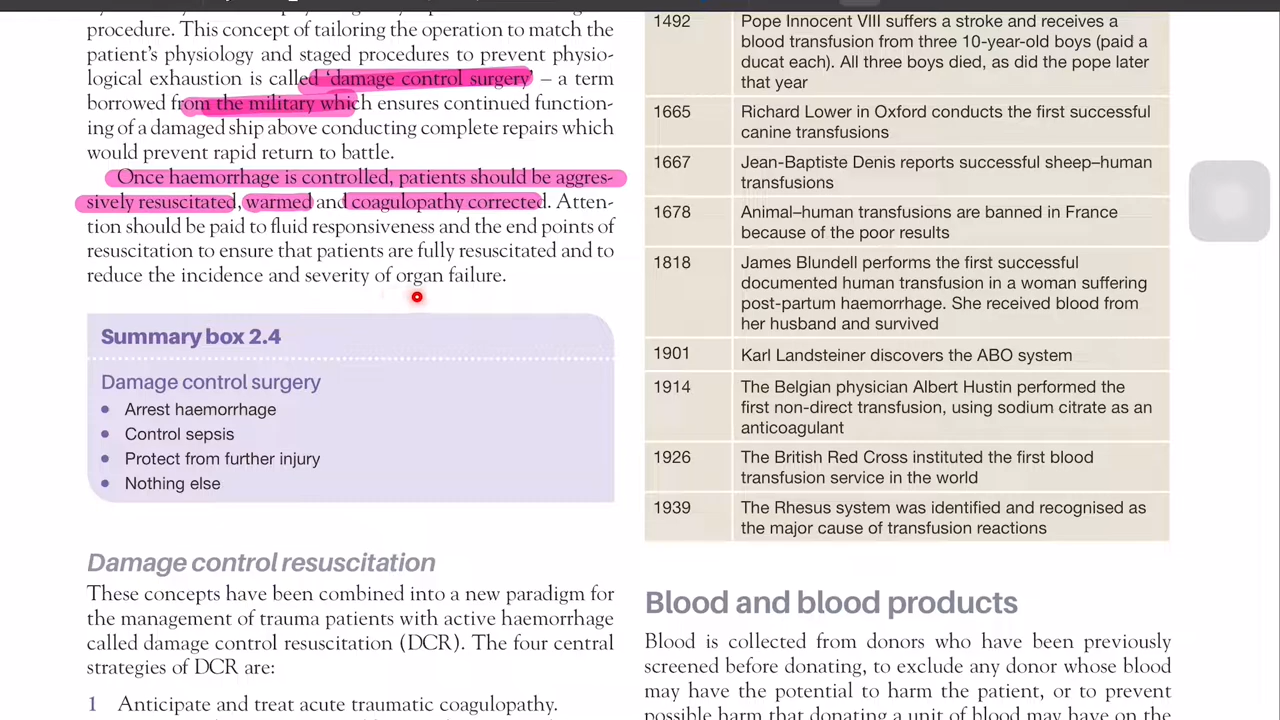 procedure. This concept of tailoring the operation to match the
patient's physiology and staged procedures to prevent physio-
logical exhaustion is called 'damage control surgery' – a term
borrowed from the military which ensures continued function-
ing of a damaged ship above conducting complete repairs which
would prevent rapid return to battle.
Once haemorrhage is controlled, patients should be aggres-
sively resuscitated, warmed and coagulopathy corrected. Atten-
tion should be paid to fluid responsiveness and the end points of
resuscitation to ensure that patients are fully resuscitated and to
reduce the incidence and severity of organ failure.
Summary box 2.4
Damage control surgery
• Arrest haemorrhage
• Control sepsis
• Protect from further injury
• Nothing else
Damage control resuscitation
These concepts have been combined into a new paradigm for
the management of trauma patients with active haemorrhage
called damage control resuscitation (DCR). The four central
strategies of DCR are:
1 Anticipate and treat acute traumatic coagulopathy.
1492 Pope Innocent VIII suffers a stroke and receives a
blood transfusion from three 10-year-old boys (paid a
ducat each). All three boys died, as did the pope later
that year
1665 Richard Lower in Oxford conducts the first successful
canine transfusions
1667 Jean-Baptiste Denis reports successful sheep–human
transfusions
1678 Animal–human transfusions are banned in France
because of the poor results
1818 James Blundell performs the first successful
documented human transfusion in a woman suffering
post-partum haemorrhage. She received blood from
her husband and survived
1901 Karl Landsteiner discovers the ABO system
1914 The Belgian physician Albert Hustin performed the
first non-direct transfusion, using sodium citrate as an
anticoagulant
1926 The British Red Cross instituted the first blood
transfusion service in the world
1939 The Rhesus system was identified and recognised as
the major cause of transfusion reactions
Blood and blood products
Blood is collected from donors who have been previously
screened before donating, to exclude any donor whose blood
may have the potential to harm the patient, or to prevent
possible harm that donating a unit of blood may have on the